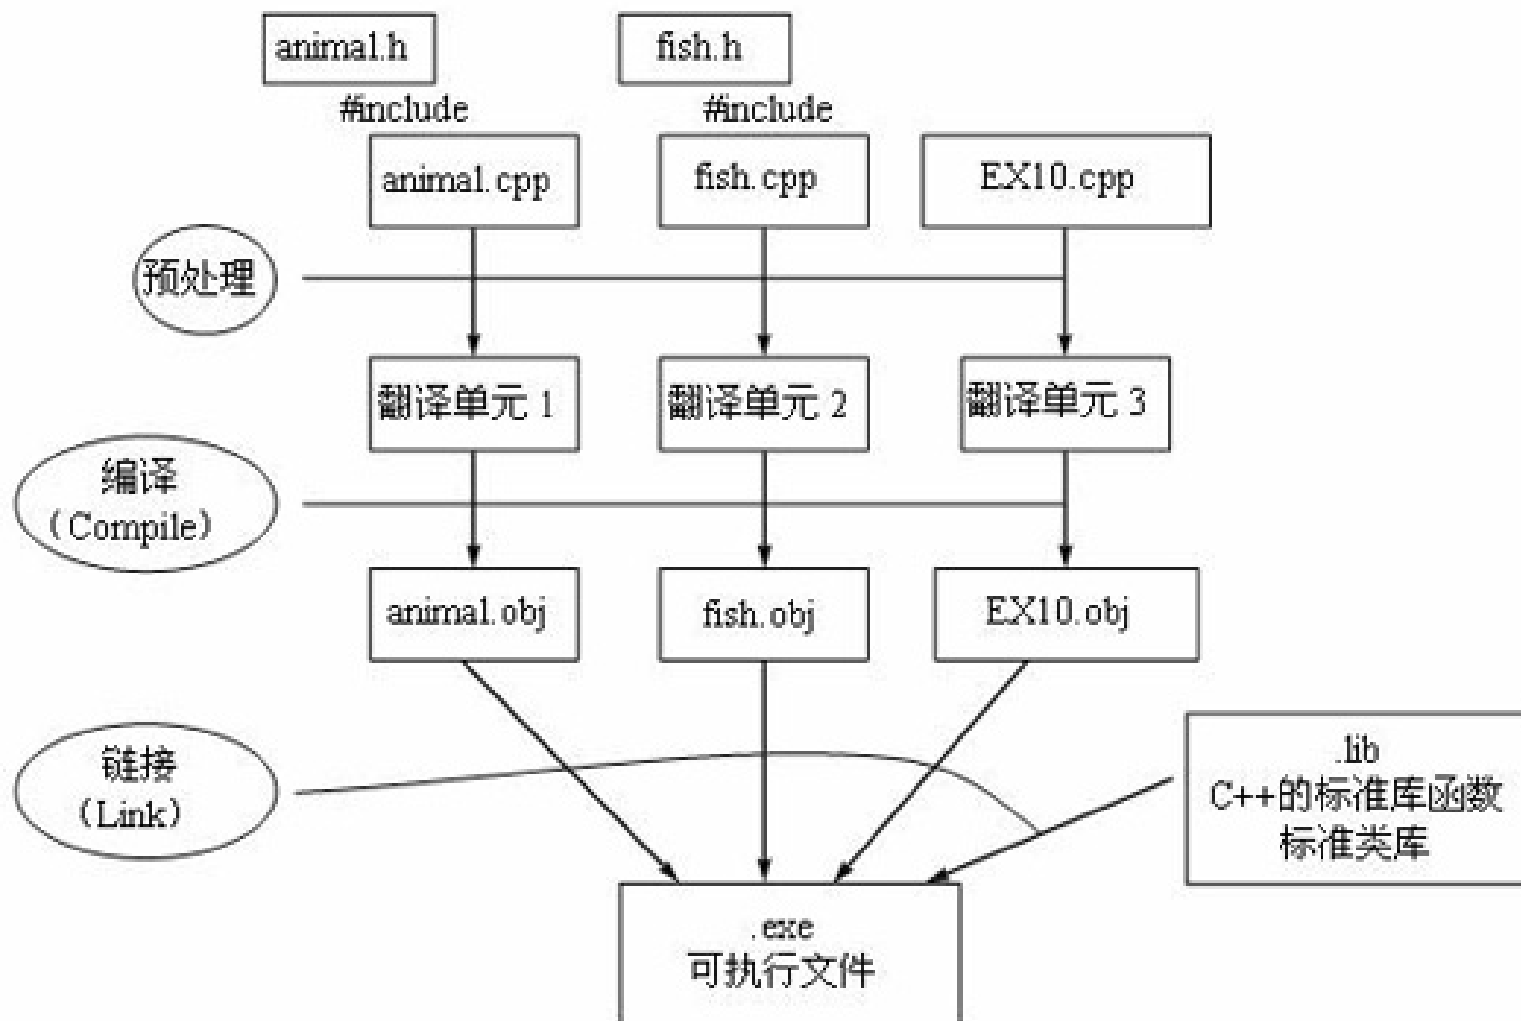 animal.h
fish.h
#include
#include
animal.cpp
fish.cpp
EX10.cpp
预处理
翻译单元 1
翻译单元 2
翻译单元 3
编译
(Compile)
animal.obj
fish.obj
EX10.obj
链接
(Link)
.lib
C++的标准库函数
标准类库
.exe
可执行文件